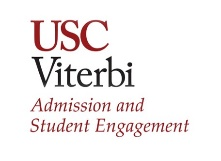 USC
Viterbi
Admission and
Student Engagement